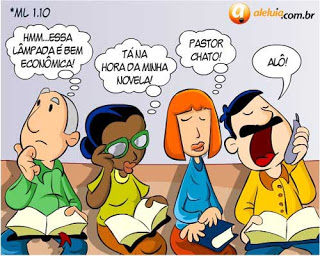 *ML 1.10
a aleluia.com.br
HMM...ESSA
LÂMPADA É BEM
ECONÔMICA!
TÁ NA
HORA DA MINHA
NOVELA!
PASTOR
CHATO!
ALÔ!